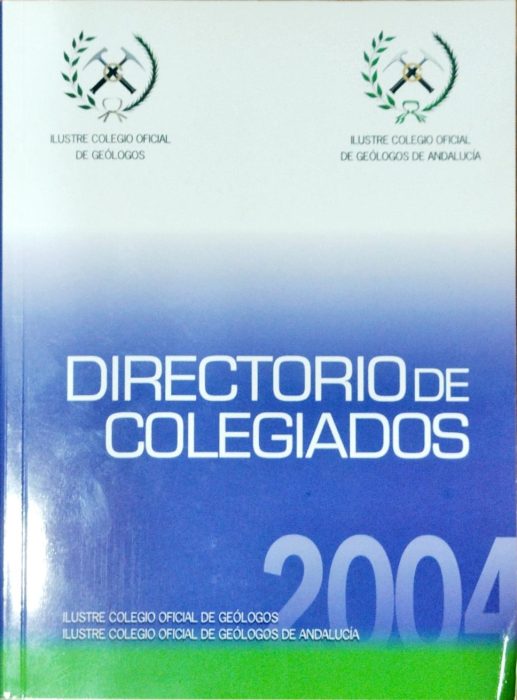 ILUSTRE COLEGIO OFICIAL
DE GEÓLOGOS
ILUSTRE COLEGIO OFICIAL
DE GEÓLOGOS DE ANDALUCÍA
DIRECTORIO DE
COLEGIADOS
2004
ILUSTRE COLEGIO OFICIAL DE GEÓLOGOS
ILUSTRE COLEGIO OFICIAL DE GEÓLOGOS DE ANDALUCÍA